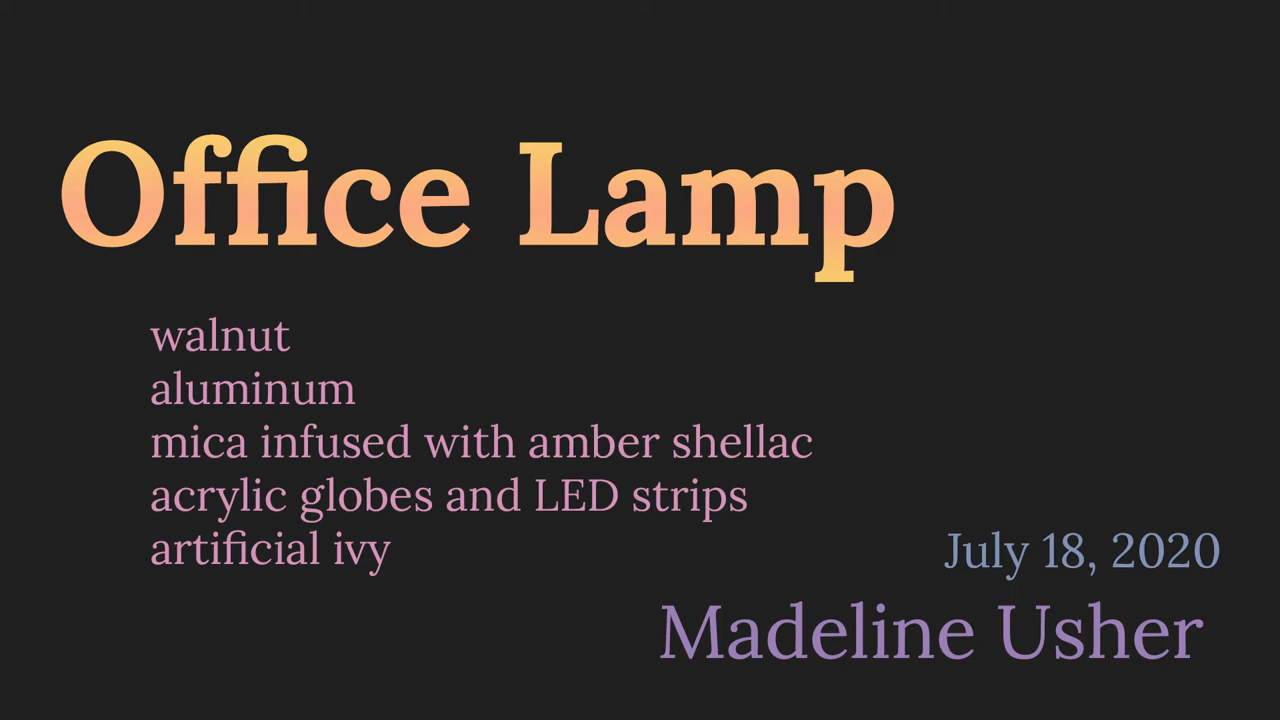 Office Lamp
walnut
aluminum
mica infused with amber shellac
acrylic globes and LED strips
artificial ivy
July 18, 2020
Madeline Usher